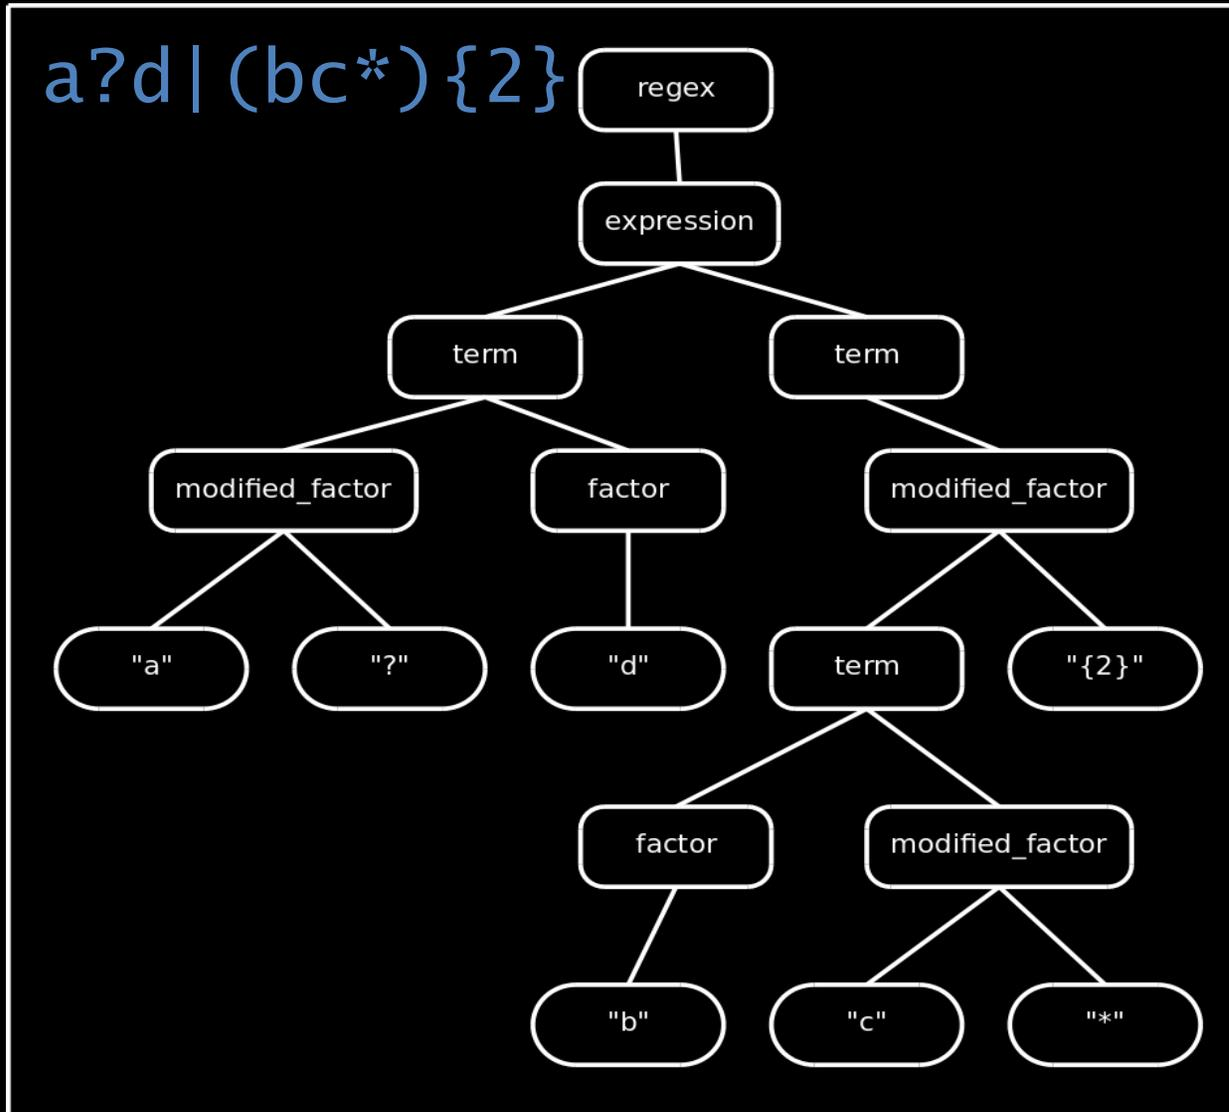 a?d|(bc*){2}
regex
expression
term term
modified_factor factor modified_factor
"a" "?" "d" term "{2}"
factor modified_factor
"b" "c" "*"